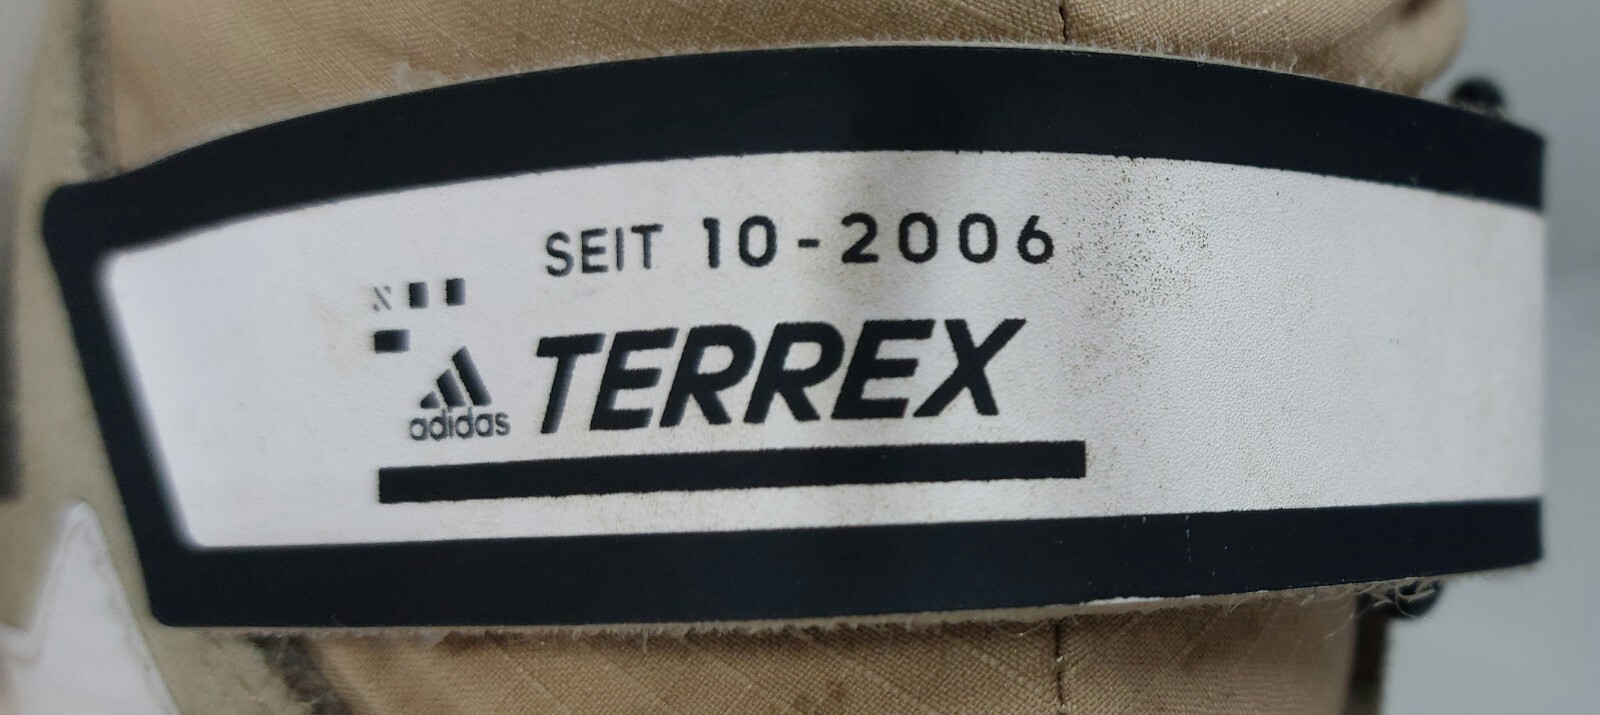 SEIT 10-2006
adidas TERREX